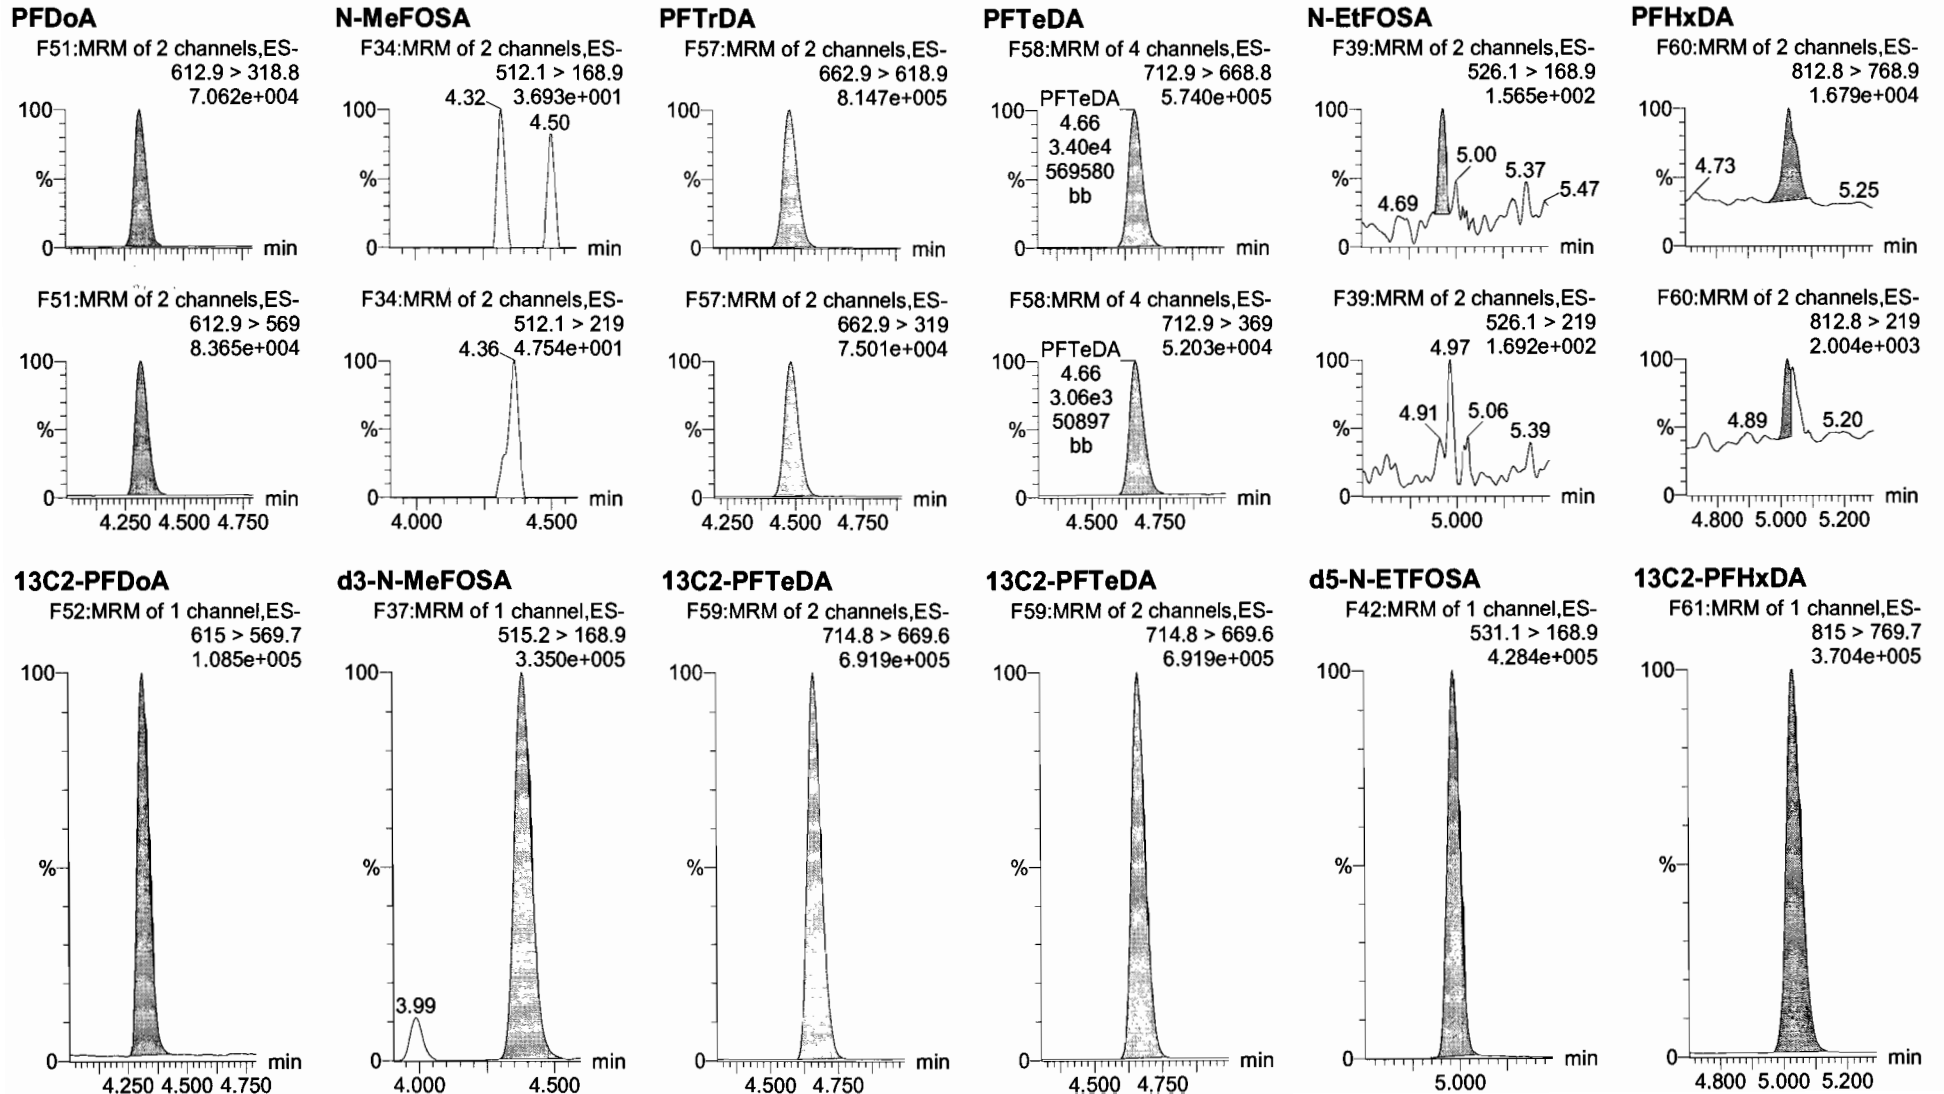 PFDoA
F51:MRM of 2 channels,ES-
612.9 > 318.8
7.062e+004
100
%
0
min
F51:MRM of 2 channels,ES-
612.9 > 569
8.365e+004
100
%
0
min
4.250 4.500 4.750
N-MeFOSA
F34:MRM of 2 channels,ES-
512.1 > 168.9
4.32 3.693e+001
100
4.50
%
0
min
F34:MRM of 2 channels,ES-
512.1 > 219
4.36 4.754e+001
100
%
0
min
4.000 4.500
PFTrDA
F57:MRM of 2 channels,ES-
662.9 > 618.9
8.147e+005
100
%
0
min
F57:MRM of 2 channels,ES-
662.9 > 319
7.501e+004
100
%
0
min
4.250 4.500 4.750
PFTeDA
F58:MRM of 4 channels,ES-
712.9 > 668.8
5.740e+005
PFTeDA
100
4.66
3.40e4
569580
bb
%
0
min
F58:MRM of 4 channels,ES-
712.9 > 369
5.203e+004
PFTeDA
100
4.66
3.06e3
50897
bb
%
0
min
4.500 4.750
N-EtFOSA
F39:MRM of 2 channels,ES-
526.1 > 168.9
1.565e+002
100
5.00
5.37
5.47
%
4.69
0
min
F39:MRM of 2 channels,ES-
526.1 > 219
4.97 1.692e+002
100
4.91
5.06
5.39
%
0
min
5.000
PFHxDA
F60:MRM of 2 channels,ES-
812.8 > 768.9
1.679e+004
100
4.73
%
5.25
0
min
F60:MRM of 2 channels,ES-
812.8 > 219
2.004e+003
100
4.89
5.20
%
0
min
4.800 5.000 5.200
13C2-PFDoA
F52:MRM of 1 channel,ES-
615 > 569.7
1.085e+005
100
%
0
min
4.250 4.500 4.750
d3-N-MeFOSA
F37:MRM of 1 channel,ES-
515.2 > 168.9
3.350e+005
100
%
3.99
0
min
4.000 4.500
13C2-PFTeDA
F59:MRM of 2 channels,ES-
714.8 > 669.6
6.919e+005
100
%
0
min
4.500 4.750
13C2-PFTeDA
F59:MRM of 2 channels,ES-
714.8 > 669.6
6.919e+005
100
%
0
min
4.500 4.750
d5-N-ETFOSA
F42:MRM of 1 channel,ES-
531.1 > 168.9
4.284e+005
100
%
0
min
5.000
13C2-PFHxDA
F61:MRM of 1 channel,ES-
815 > 769.7
3.704e+005
100
%
0
min
4.800 5.000 5.200